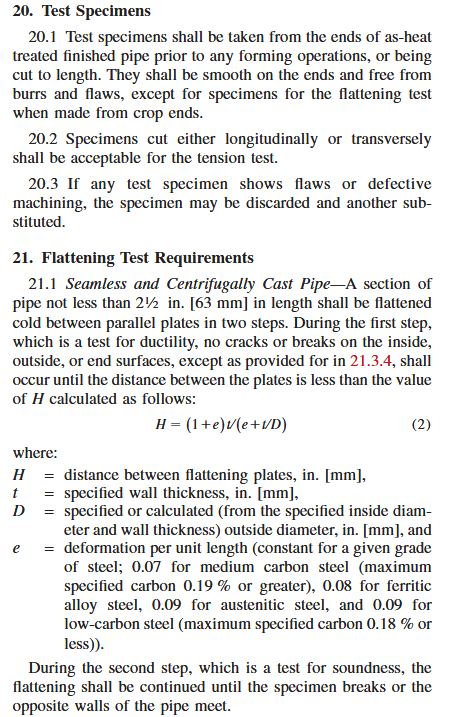 20. Test Specimens
20.1 Test specimens shall be taken from the ends of as-heat
treated finished pipe prior to any forming operations, or being
cut to length. They shall be smooth on the ends and free from
burrs and flaws, except for specimens for the flattening test
when made from crop ends.
20.2 Specimens cut either longitudinally or transversely
shall be acceptable for the tension test.
20.3 If any test specimen shows flaws or defective
machining, the specimen may be discarded and another sub-
stituted.
21. Flattening Test Requirements
21.1 Seamless and Centrifugally Cast Pipe—A section of
pipe not less than 2½ in. [63 mm] in length shall be flattened
cold between parallel plates in two steps. During the first step,
which is a test for ductility, no cracks or breaks on the inside,
outside, or end surfaces, except as provided for in 21.3.4, shall
occur until the distance between the plates is less than the value
of H calculated as follows:
H = (1+e)t/(e+t/D) (2)
where:
H = distance between flattening plates, in. [mm],
t = specified wall thickness, in. [mm],
D = specified or calculated (from the specified inside diam-
eter and wall thickness) outside diameter, in. [mm], and
e = deformation per unit length (constant for a given grade
of steel; 0.07 for medium carbon steel (maximum
specified carbon 0.19 % or greater), 0.08 for ferritic
alloy steel, 0.09 for austenitic steel, and 0.09 for
low-carbon steel (maximum specified carbon 0.18 % or
less)).
During the second step, which is a test for soundness, the
flattening shall be continued until the specimen breaks or the
opposite walls of the pipe meet.